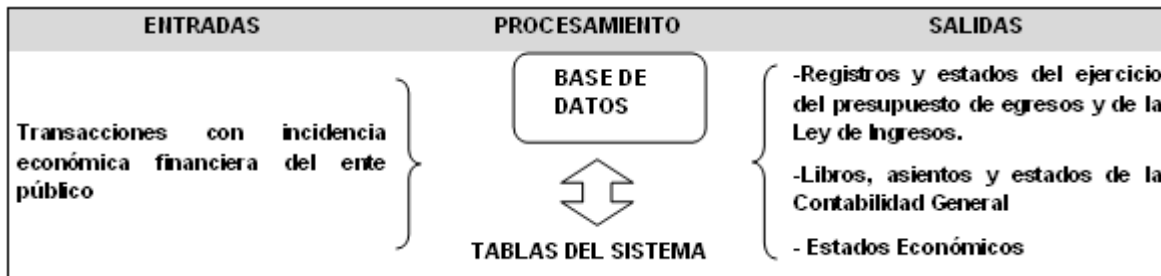 ENTRADAS
PROCESAMIENTO
SALIDAS
Transacciones con incidencia
económica financiera del ente
público
BASE DE
DATOS
TABLAS DEL SISTEMA
-Registros y estados del ejercicio
del presupuesto de egresos y de la
Ley de Ingresos.
-Libros, asientos y estados de la
Contabilidad General
- Estados Económicos